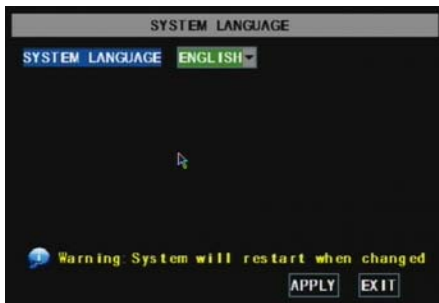 SYSTEM LANGUAGE
SYSTEM LANGUAGE ENGLISH
Warning: System will restart when changed
APPLY EXIT